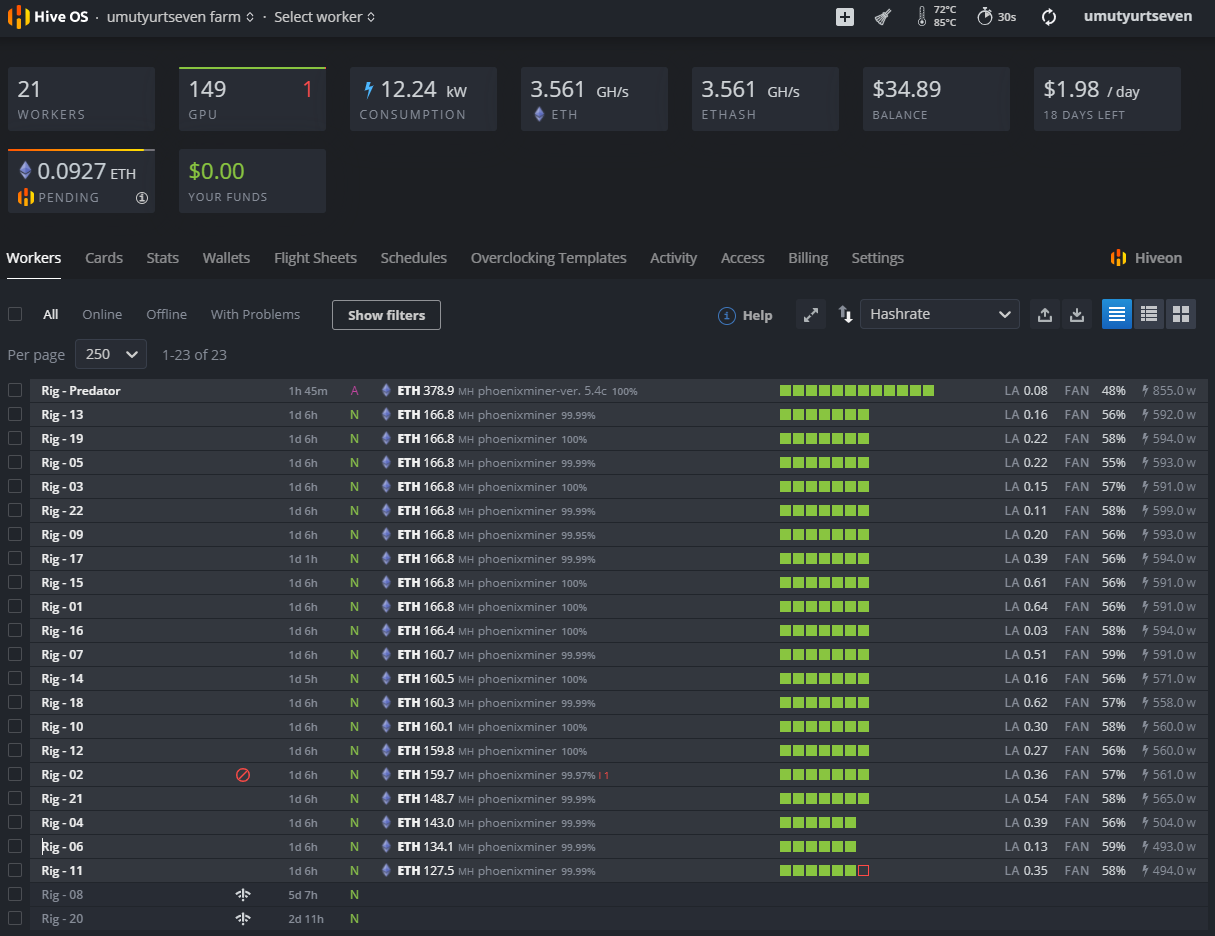 Hive OS · umutyurtseven farm · Select worker 72°C 85°C 30s umutyurtseven
21 WORKERS
149 1 GPU
12.24 kW CONSUMPTION
3.561 GH/s ETH
3.561 GH/s ETHASH
$34.89 BALANCE
$1.98 / day 18 DAYS LEFT
0.0927 ETH PENDING
$0.00 YOUR FUNDS
Workers Cards Stats Wallets Flight Sheets Schedules Overclocking Templates Activity Access Billing Settings Hiveon
All Online Offline With Problems Show filters Help Hashrate
Per page 250 1-23 of 23
Rig - Predator 1h 45m A ETH 378.9 MH phoenixminer-ver. 5.4c 100% LA 0.08 FAN 48% 855.0 W
Rig - 13 1d 6h N ETH 166.8 MH phoenixminer 99.99% LA 0.16 FAN 56% 592.0 W
Rig - 19 1d 6h N ETH 166.8 MH phoenixminer 100% LA 0.22 FAN 58% 594.0 W
Rig - 05 1d 6h N ETH 166.8 MH phoenixminer 99.99% LA 0.22 FAN 55% 593.0 W
Rig - 03 1d 6h N ETH 166.8 MH phoenixminer 100% LA 0.15 FAN 57% 591.0 W
Rig - 22 1d 6h N ETH 166.8 MH phoenixminer 99.99% LA 0.11 FAN 58% 599.0 W
Rig - 09 1d 6h N ETH 166.8 MH phoenixminer 99.95% LA 0.20 FAN 56% 593.0 W
Rig - 17 1d 1h N ETH 166.8 MH phoenixminer 99.99% LA 0.39 FAN 56% 594.0 W
Rig - 15 1d 6h N ETH 166.8 MH phoenixminer 100% LA 0.61 FAN 56% 591.0 W
Rig - 01 1d 6h N ETH 166.8 MH phoenixminer 100% LA 0.64 FAN 56% 591.0 W
Rig - 16 1d 6h N ETH 166.4 MH phoenixminer 100% LA 0.03 FAN 58% 594.0 W
Rig - 07 1d 6h N ETH 160.7 MH phoenixminer 99.99% LA 0.51 FAN 59% 591.0 W
Rig - 14 1d 5h N ETH 160.5 MH phoenixminer 100% LA 0.16 FAN 56% 571.0 W
Rig - 18 1d 6h N ETH 160.3 MH phoenixminer 99.99% LA 0.62 FAN 57% 558.0 W
Rig - 10 1d 6h N ETH 160.1 MH phoenixminer 100% LA 0.30 FAN 58% 560.0 W
Rig - 12 1d 6h N ETH 159.8 MH phoenixminer 100% LA 0.27 FAN 56% 560.0 W
Rig - 02 1d 6h N ETH 159.7 MH phoenixminer 99.97% I 1 LA 0.36 FAN 57% 561.0 W
Rig - 21 1d 6h N ETH 148.7 MH phoenixminer 99.99% LA 0.54 FAN 58% 565.0 W
Rig - 04 1d 6h N ETH 143.0 MH phoenixminer 99.99% LA 0.39 FAN 56% 504.0 W
Rig - 06 1d 6h N ETH 134.1 MH phoenixminer 99.99% LA 0.13 FAN 59% 493.0 W
Rig - 11 1d 6h N ETH 127.5 MH phoenixminer 99.99% LA 0.35 FAN 58% 494.0 W
Rig - 08 5d 7h N
Rig - 20 2d 11h N